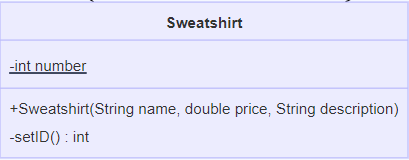 Sweatshirt
-int number
+Sweatshirt(String name, double price, String description)
-setID() : int